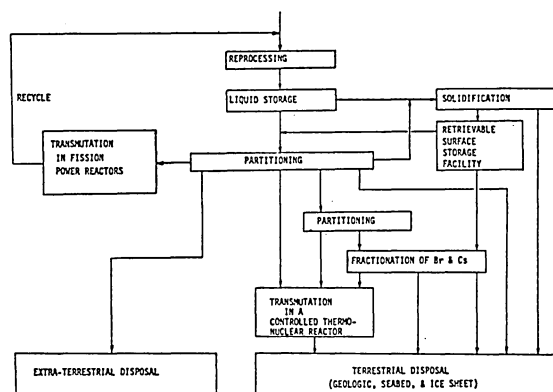 REPROCESSING
RECYCLE
LIQUID STORAGE
SOLIDIFICATION
TRANSMUTATION
IN FISSION
POWER REACTORS
PARTITIONING
RETRIEVABLE
SURFACE
STORAGE
FACILITY
PARTITIONING
FRACTIONATION OF Br & Cs
TRANSMUTATION
IN A
CONTROLLED THERMO-
NUCLEAR REACTOR
EXTRA-TERRESTRIAL DISPOSAL
TERRESTRIAL DISPOSAL
(GEOLOGIC, SEABED, & ICE SHEET)